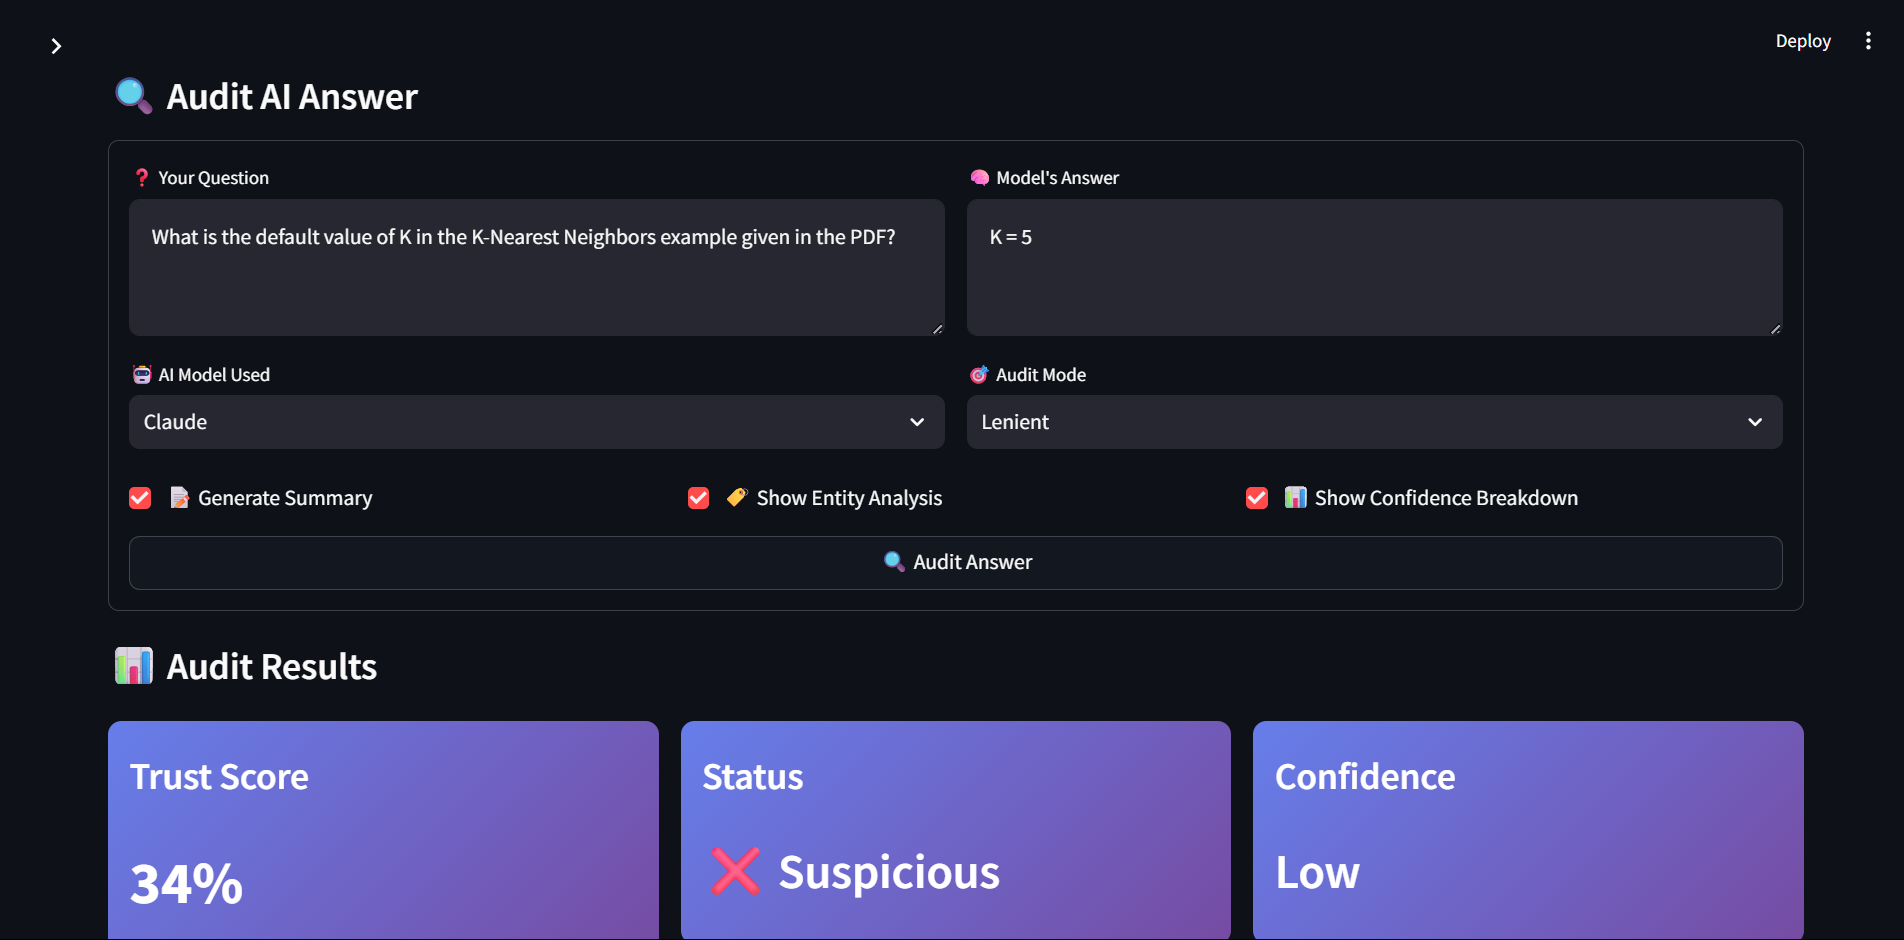 Deploy
Audit AI Answer
Your Question
Model's Answer
What is the default value of K in the K-Nearest Neighbors example given in the PDF?
K = 5
AI Model Used
Audit Mode
Claude
Lenient
Generate Summary
Show Entity Analysis
Show Confidence Breakdown
Audit Answer
Audit Results
Trust Score
Status
Confidence
34%
Suspicious
Low